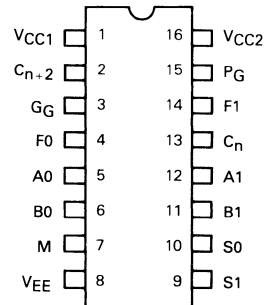 VCC1 1 16 VCC2
Cn+2 2 15 PG
GG 3 14 F1
F0 4 13 Cn
A0 5 12 A1
B0 6 11 B1
M 7 10 S0
VEE 8 9 S1